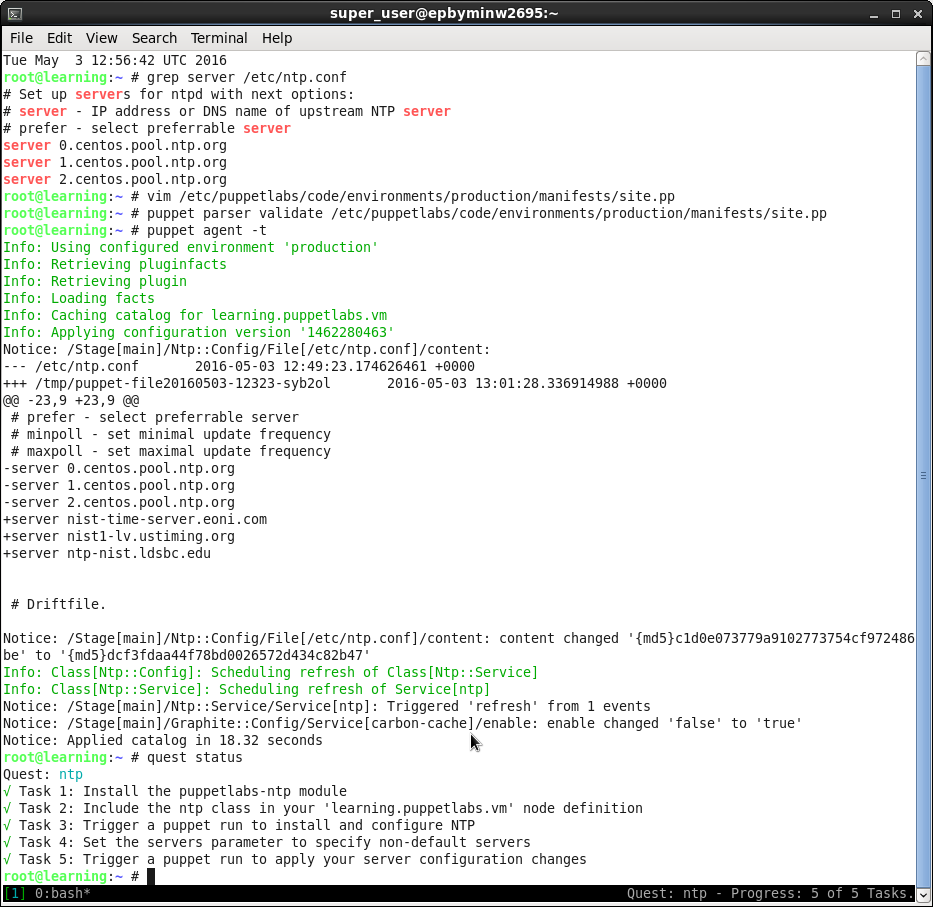 super_user@epbyminw2695:~
File Edit View Search Terminal Help
Tue May  3 12:56:42 UTC 2016
root@learning:~ # grep server /etc/ntp.conf
# Set up servers for ntpd with next options:
# server - IP address or DNS name of upstream NTP server
# prefer - select preferrable server
server 0.centos.pool.ntp.org
server 1.centos.pool.ntp.org
server 2.centos.pool.ntp.org
root@learning:~ # vim /etc/puppetlabs/code/environments/production/manifests/site.pp
root@learning:~ # puppet parser validate /etc/puppetlabs/code/environments/production/manifests/site.pp
root@learning:~ # puppet agent -t
Info: Using configured environment 'production'
Info: Retrieving pluginfacts
Info: Retrieving plugin
Info: Loading facts
Info: Caching catalog for learning.puppetlabs.vm
Info: Applying configuration version '1462280463'
Notice: /Stage[main]/Ntp::Config/File[/etc/ntp.conf]/content:
--- /etc/ntp.conf       2016-05-03 12:49:23.174626461 +0000
+++ /tmp/puppet-file20160503-12323-syb2ol       2016-05-03 13:01:28.336914988 +0000
@@ -23,9 +23,9 @@
 # prefer - select preferrable server
 # minpoll - set minimal update frequency
 # maxpoll - set maximal update frequency
-server 0.centos.pool.ntp.org
-server 1.centos.pool.ntp.org
-server 2.centos.pool.ntp.org
+server nist-time-server.eoni.com
+server nist1-lv.ustiming.org
+server ntp-nist.ldsbc.edu
 # Driftfile.
Notice: /Stage[main]/Ntp::Config/File[/etc/ntp.conf]/content: content changed '{md5}c1d0e073779a9102773754cf972486
be' to '{md5}dcf3fdaa44f78bd0026572d434c82b47'
Info: Class[Ntp::Config]: Scheduling refresh of Class[Ntp::Service]
Info: Class[Ntp::Service]: Scheduling refresh of Service[ntp]
Notice: /Stage[main]/Ntp::Service/Service[ntp]: Triggered 'refresh' from 1 events
Notice: /Stage[main]/Graphite::Config/Service[carbon-cache]/enable: enable changed 'false' to 'true'
Notice: Applied catalog in 18.32 seconds
root@learning:~ # quest status
Quest: ntp
√ Task 1: Install the puppetlabs-ntp module
√ Task 2: Include the ntp class in your 'learning.puppetlabs.vm' node definition
√ Task 3: Trigger a puppet run to install and configure NTP
√ Task 4: Set the servers parameter to specify non-default servers
√ Task 5: Trigger a puppet run to apply your server configuration changes
root@learning:~ #
[1] 0:bash* Quest: ntp - Progress: 5 of 5 Tasks.